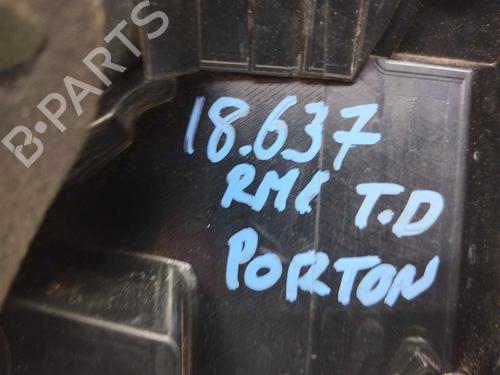 B-PARTS
18.637
RMC T.D
PORTON